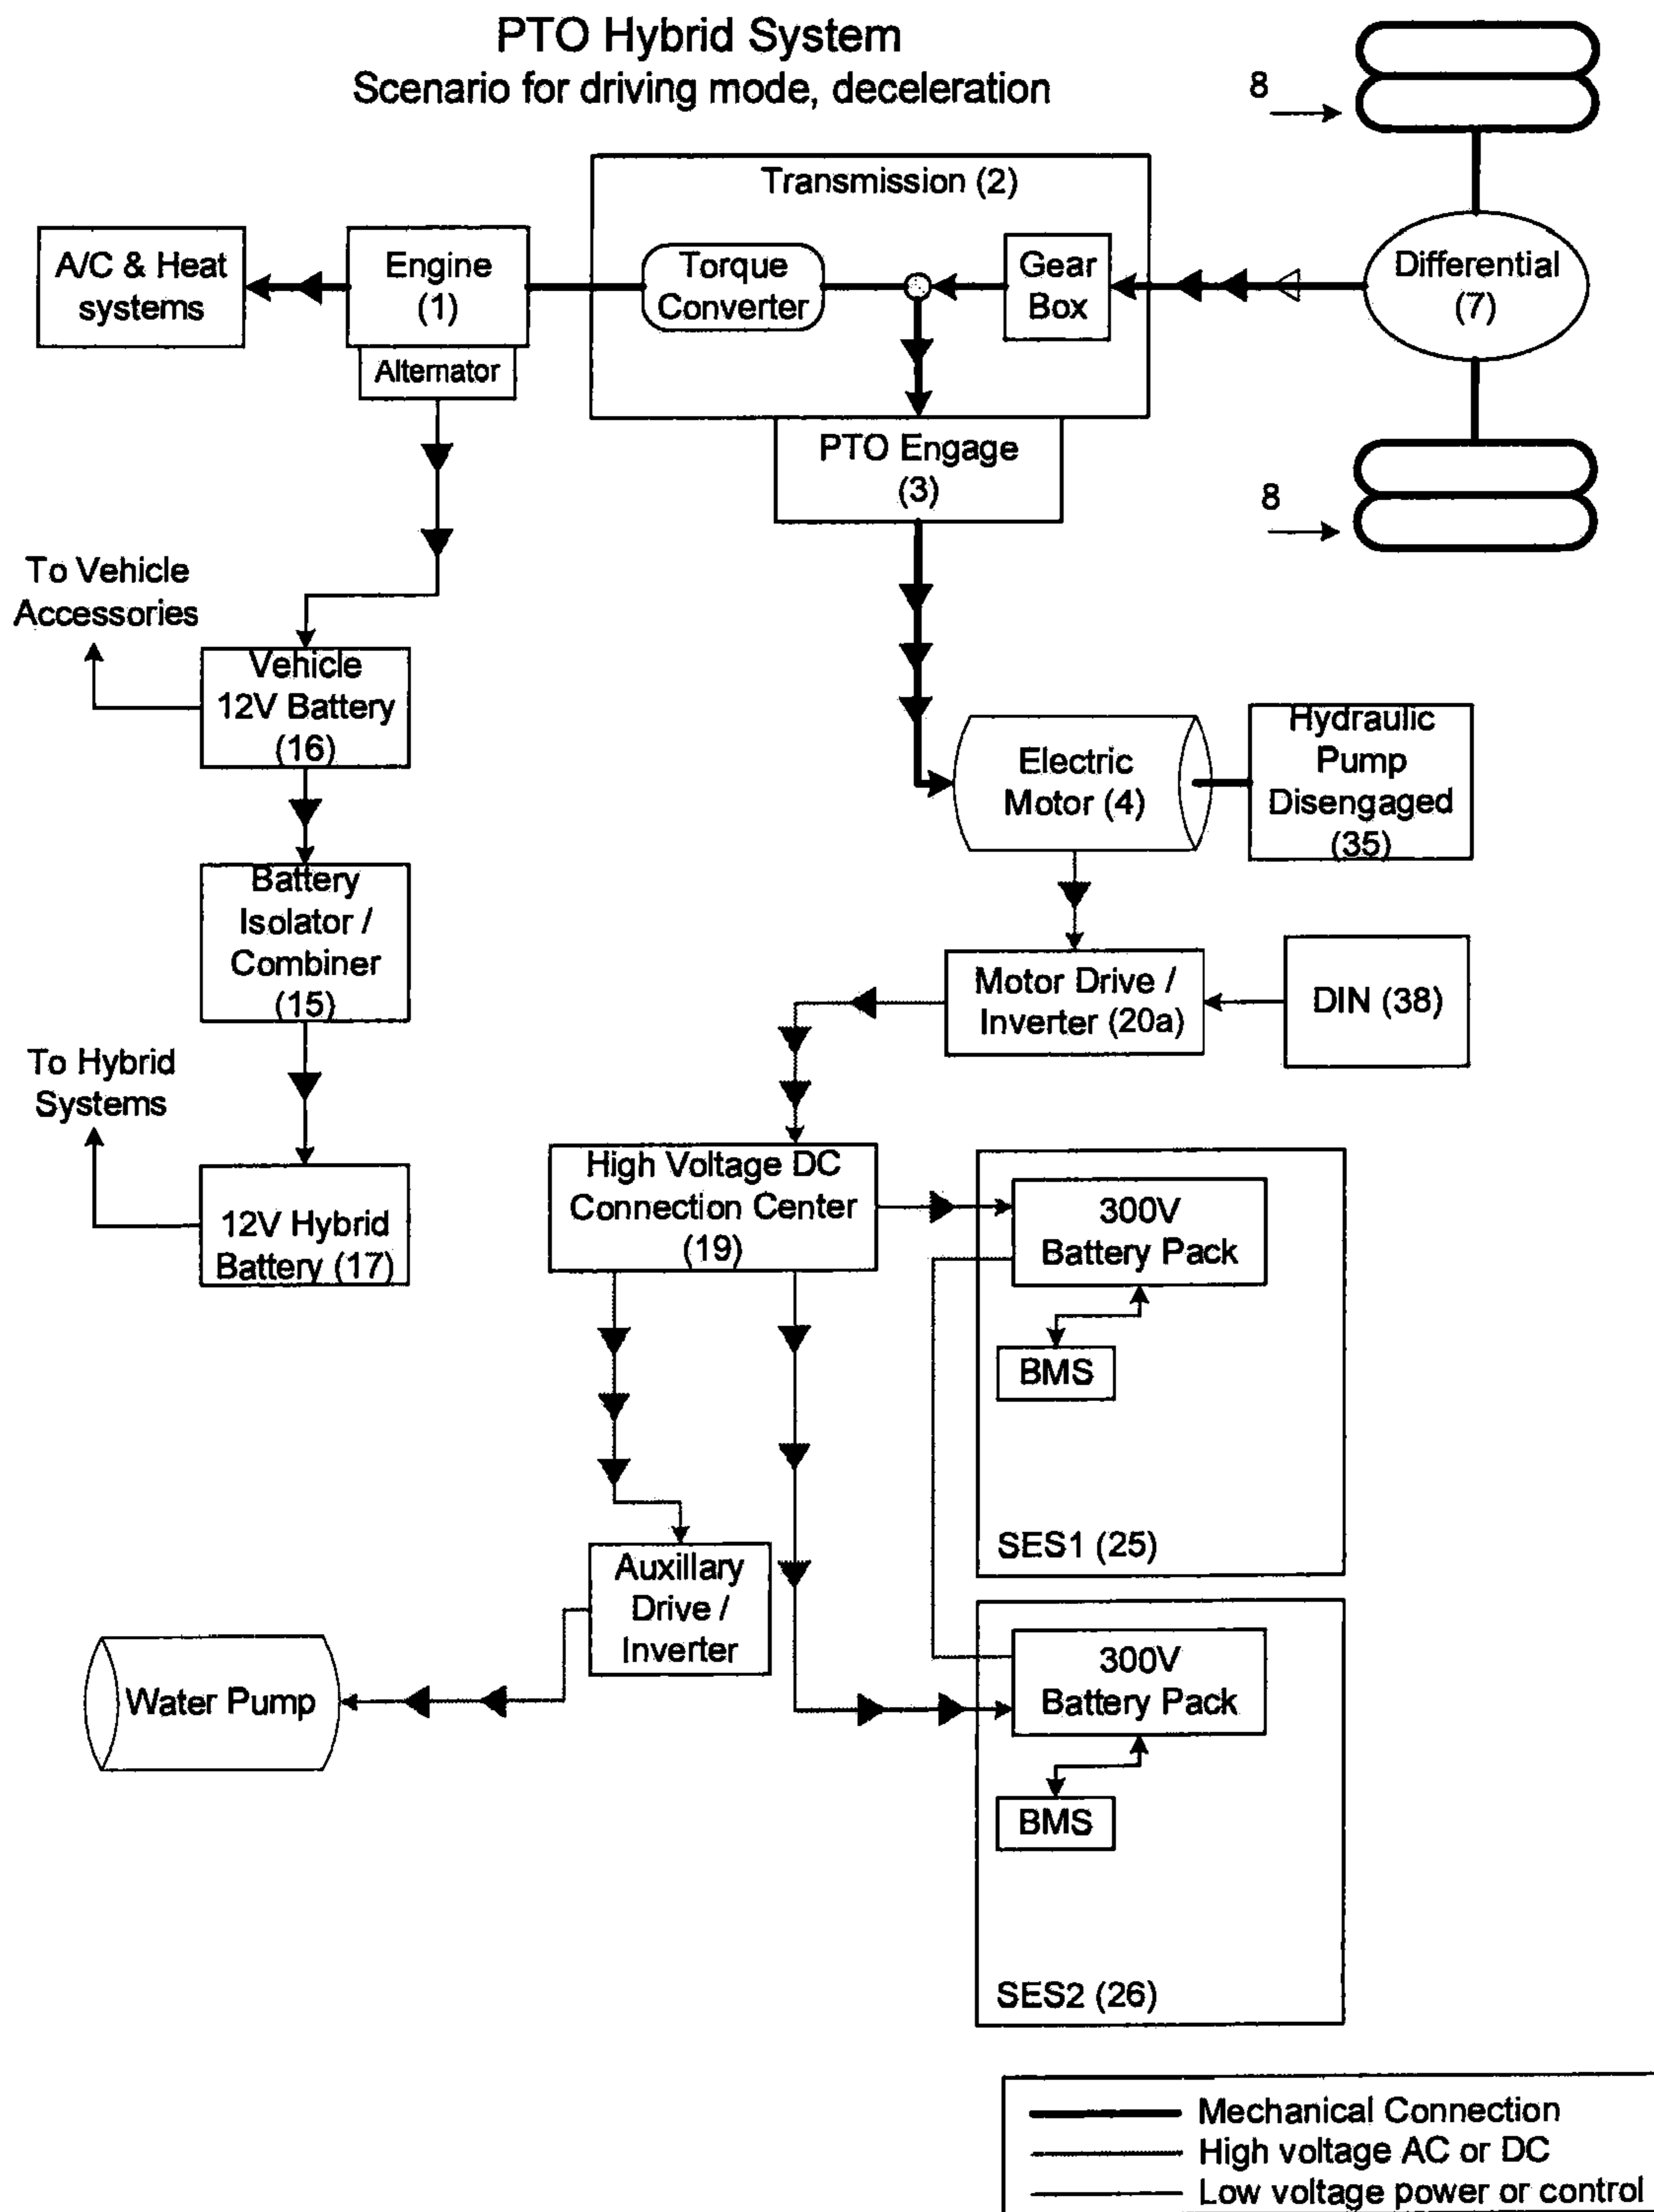 PTO Hybrid System
Scenario for driving mode, deceleration
8
Transmission (2)
A/C & Heat
systems
Engine
(1)
Torque
Converter
Gear
Box
Differential
(7)
Alternator
PTO Engage
(3)
8
To Vehicle
Accessories
Vehicle
12V Battery
(16)
Electric
Motor (4)
Hydraulic
Pump
Disengaged
(35)
Battery
Isolator /
Combiner
(15)
Motor Drive /
Inverter (20a)
DIN (38)
To Hybrid
Systems
12V Hybrid
Battery (17)
High Voltage DC
Connection Center
(19)
300V
Battery Pack
BMS
SES1 (25)
Auxillary
Drive /
Inverter
Water Pump
300V
Battery Pack
BMS
SES2 (26)
Mechanical Connection
High voltage AC or DC
Low voltage power or control